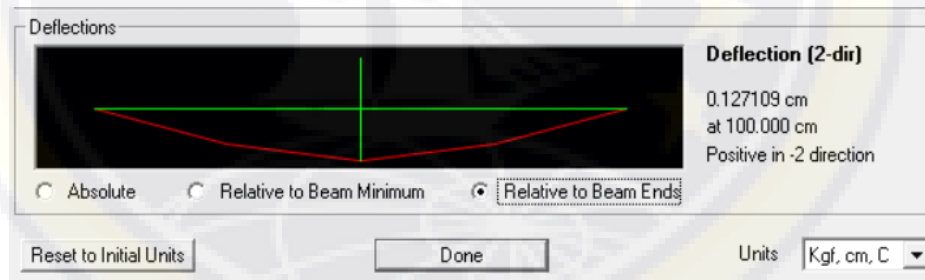 Deflections
Deflection (2-dir)
0.127109 cm
at 100.000 cm
Positive in -2 direction
Absolute
Relative to Beam Minimum
Relative to Beam Ends
Reset to Initial Units
Done
Units
Kgf, cm, C